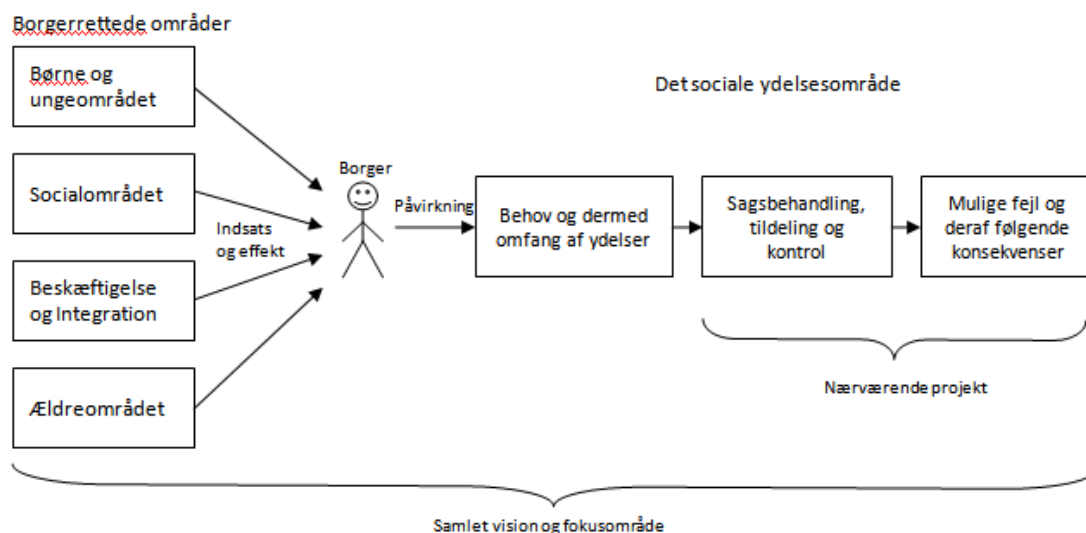 Borgerrettede områder
Børne og
ungeområdet
Det sociale ydelsesområde
Socialområdet
Indsats
og effekt
Beskæftigelse
og Integration
Ældreområdet
Borger
Påvirkning
Behov og dermed
omfang af ydelser
Sagsbehandling,
tildeling og
kontrol
Mulige fejl og
deraf følgende
konsekvenser
Nærværende projekt
Samlet vision og fokusområde